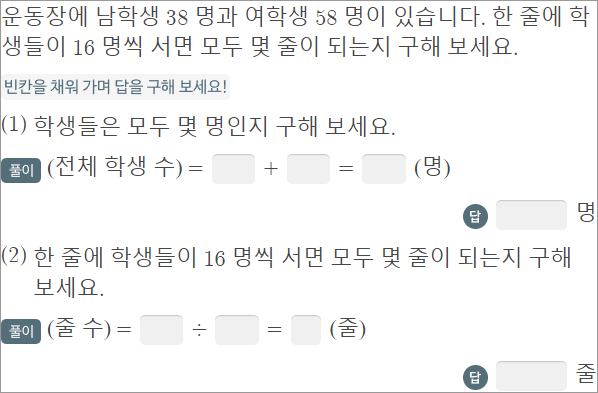 운동장에 남학생 38 명과 여학생 58 명이 있습니다. 한 줄에 학
생들이 16 명씩 서면 모두 몇 줄이 되는지 구해 보세요.
빈칸을 채워 가며 답을 구해 보세요!
(1) 학생들은 모두 몇 명인지 구해 보세요.
풀이 (전체 학생 수) = + = (명)
답 명
(2) 한 줄에 학생들이 16 명씩 서면 모두 몇 줄이 되는지 구해
보세요.
풀이 (줄 수) = ÷ = (줄)
답 줄